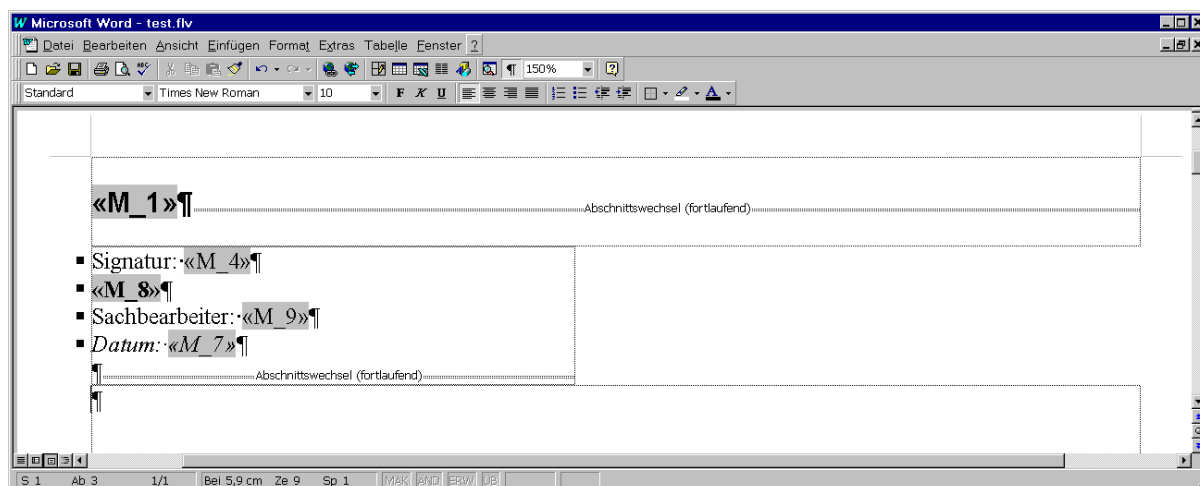 Microsoft Word - test.flv
Datei Bearbeiten Ansicht Einfügen Format Extras Tabelle Fenster ?
150%
Standard Times New Roman 10 F K U A
«M_1»¶ Abschnittswechsel (fortlaufend)
Signatur:·«M_4»¶
«M_8»¶
Sachbearbeiter:·«M_9»¶
Datum:·«M_7»¶
¶ Abschnittswechsel (fortlaufend)
¶
S 1 Ab 3 1/1 Bei 5,9 cm Ze 9 Sp 1 MAK ÄND ERW ÜB